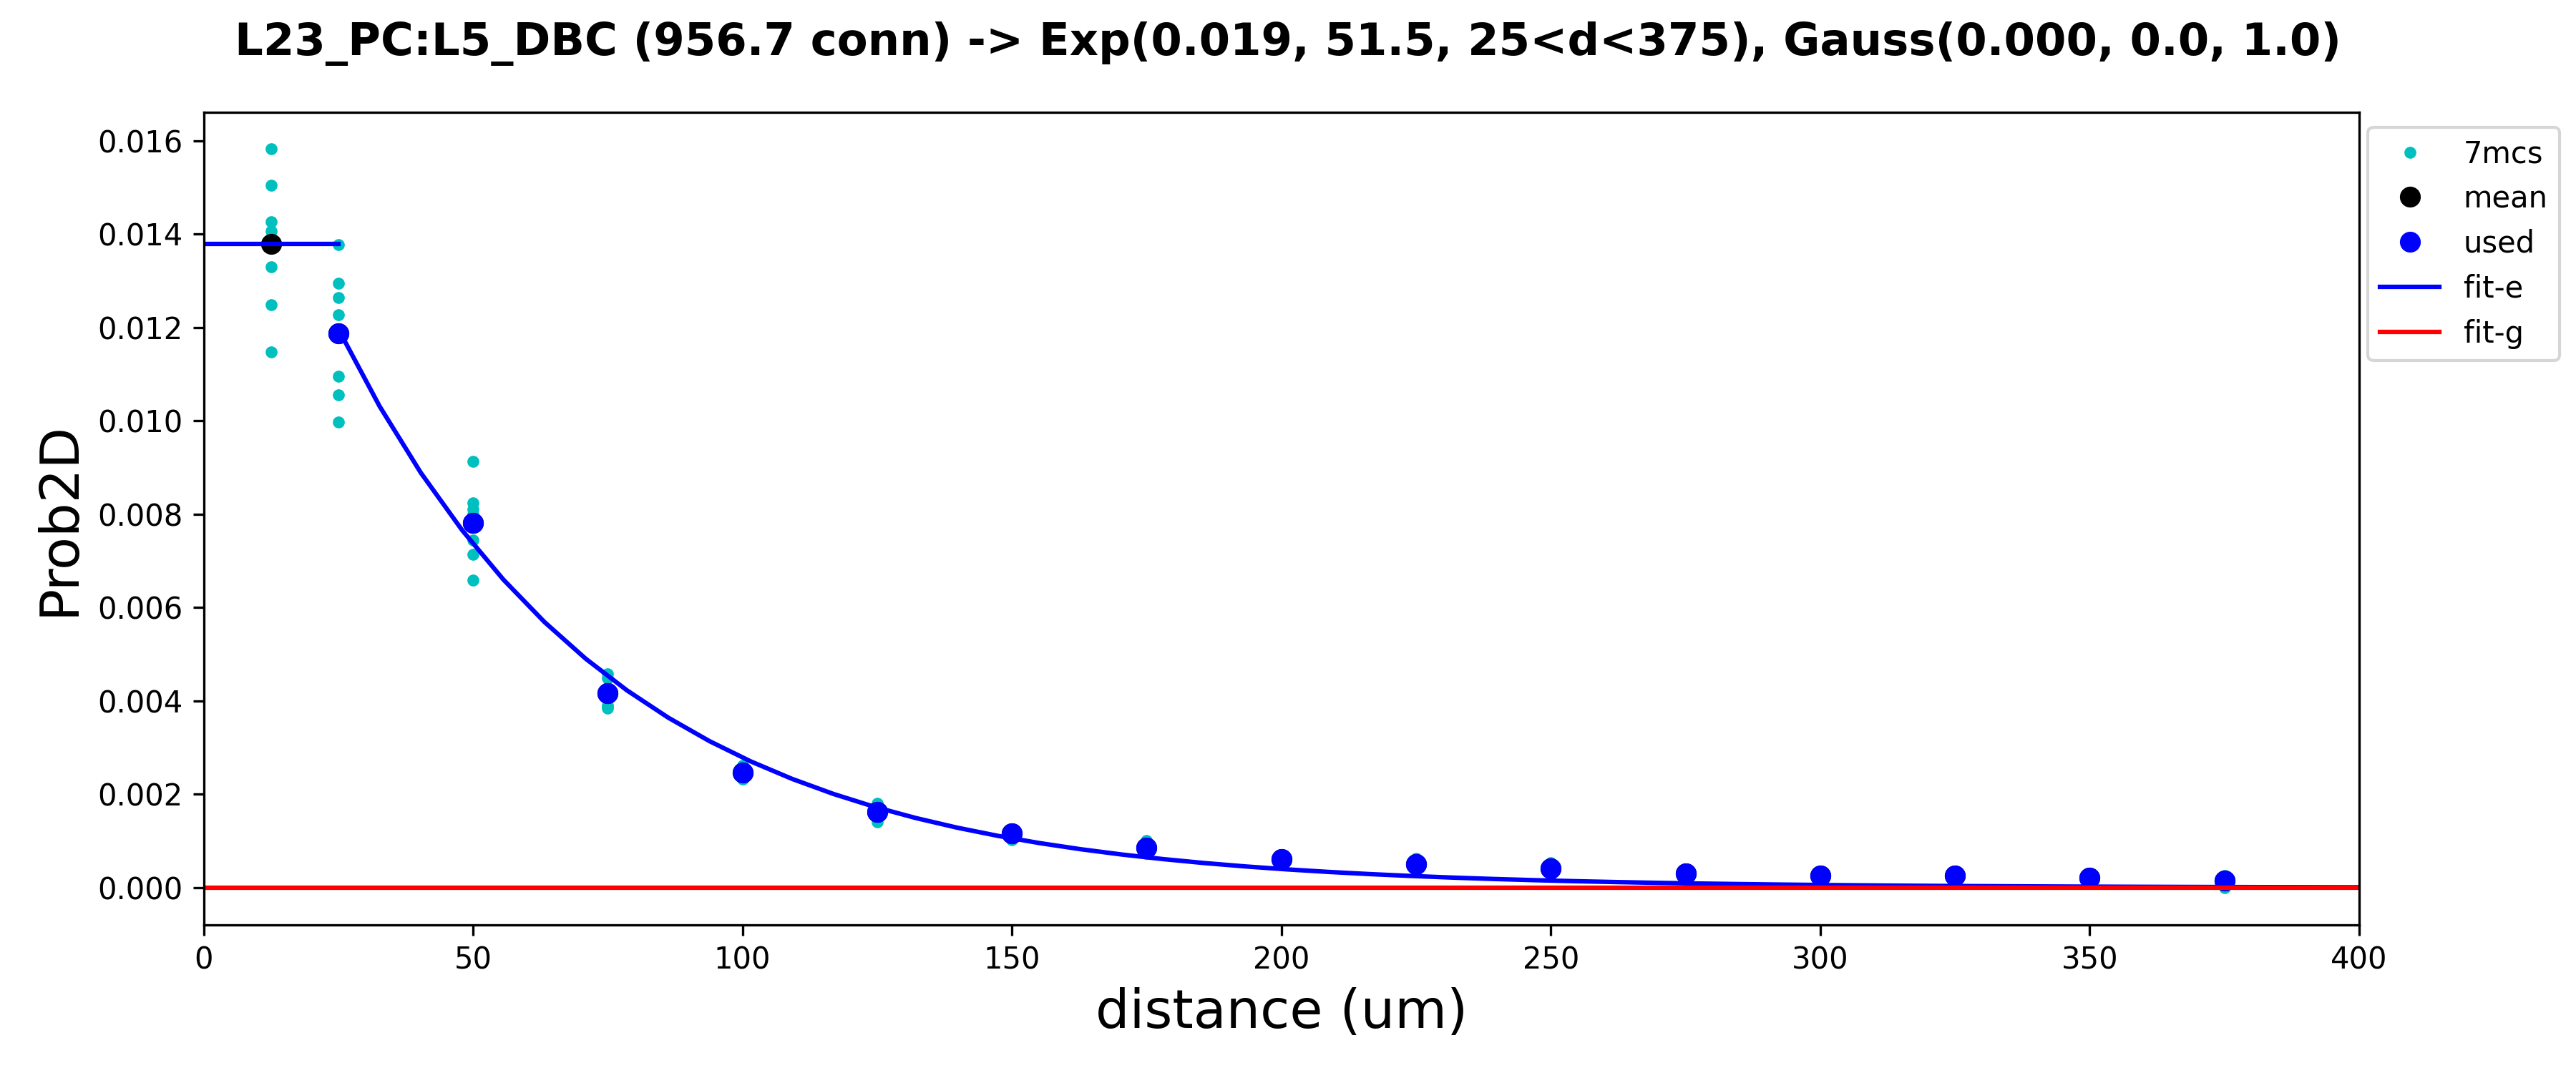 L23_PC:L5_DBC (956.7 conn) -> Exp(0.019, 51.5, 25<d<375), Gauss(0.000, 0.0, 1.0)
0.016
0.014
0.012
0.010
0.008
0.006
0.004
0.002
0.000
Prob2D
0 50 100 150 200 250 300 350 400
distance (um)
7mcs
mean
used
fit-e
fit-g